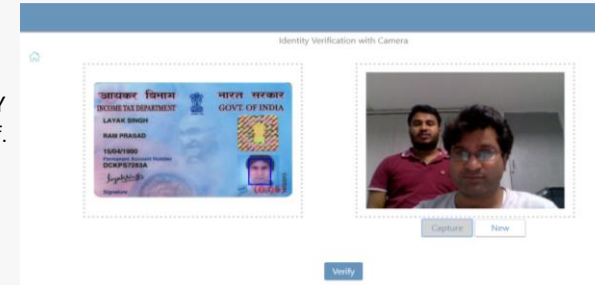 Identity Verification with Camera
Y
.
आयकर विभाग
INCOME TAX DEPARTMENT
भारत सरकार
GOVT. OF INDIA
LAYAK SINGH
RAM PRASAD
15/04/1990
Permanent Account Number
Signature
Capture
New
Verify